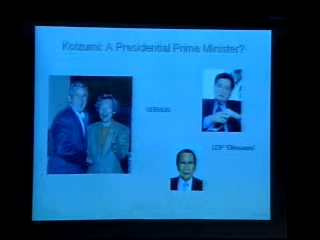 Koizumi: A Presidential Prime Minister?
VERSUS
LDP "Dinosaurs"